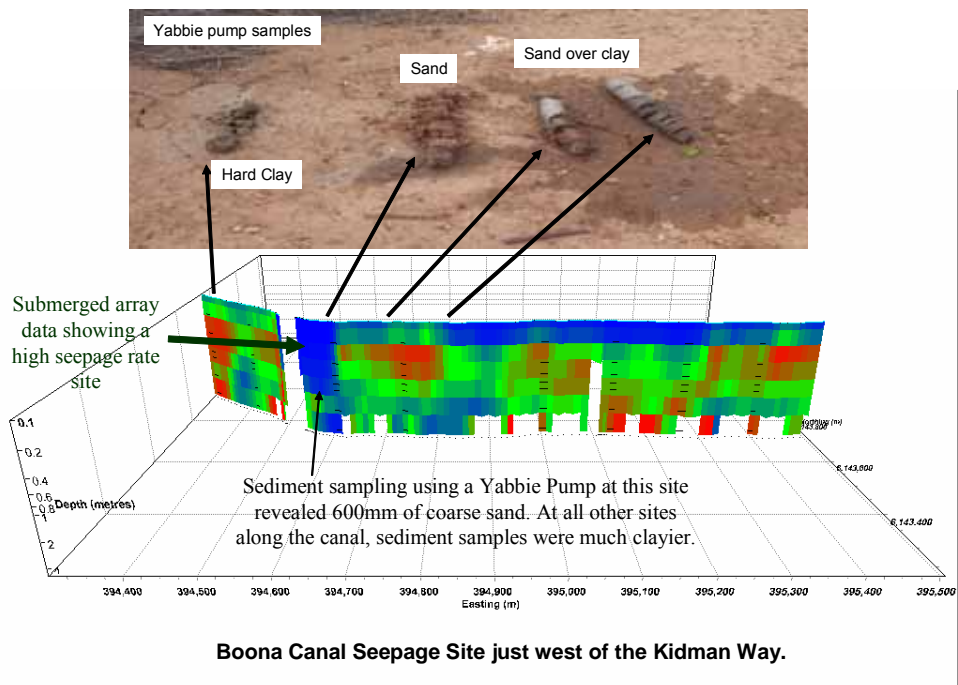 Yabbie pump samples
Sand
Sand over clay
Hard Clay
Submerged array
data showing a
high seepage rate
site
0.1
0.2
0.4
0.6
0.8
1
Depth (metres)
2
6,143,600
6,143,400
Sediment sampling using a Yabbie Pump at this site
revealed 600mm of coarse sand. At all other sites
along the canal, sediment samples were much clayier.
394,400 394,500 394,600 394,700 394,800 394,900 395,000 395,100 395,200 395,300 395,400 395,500
Easting (m)
Boona Canal Seepage Site just west of the Kidman Way.